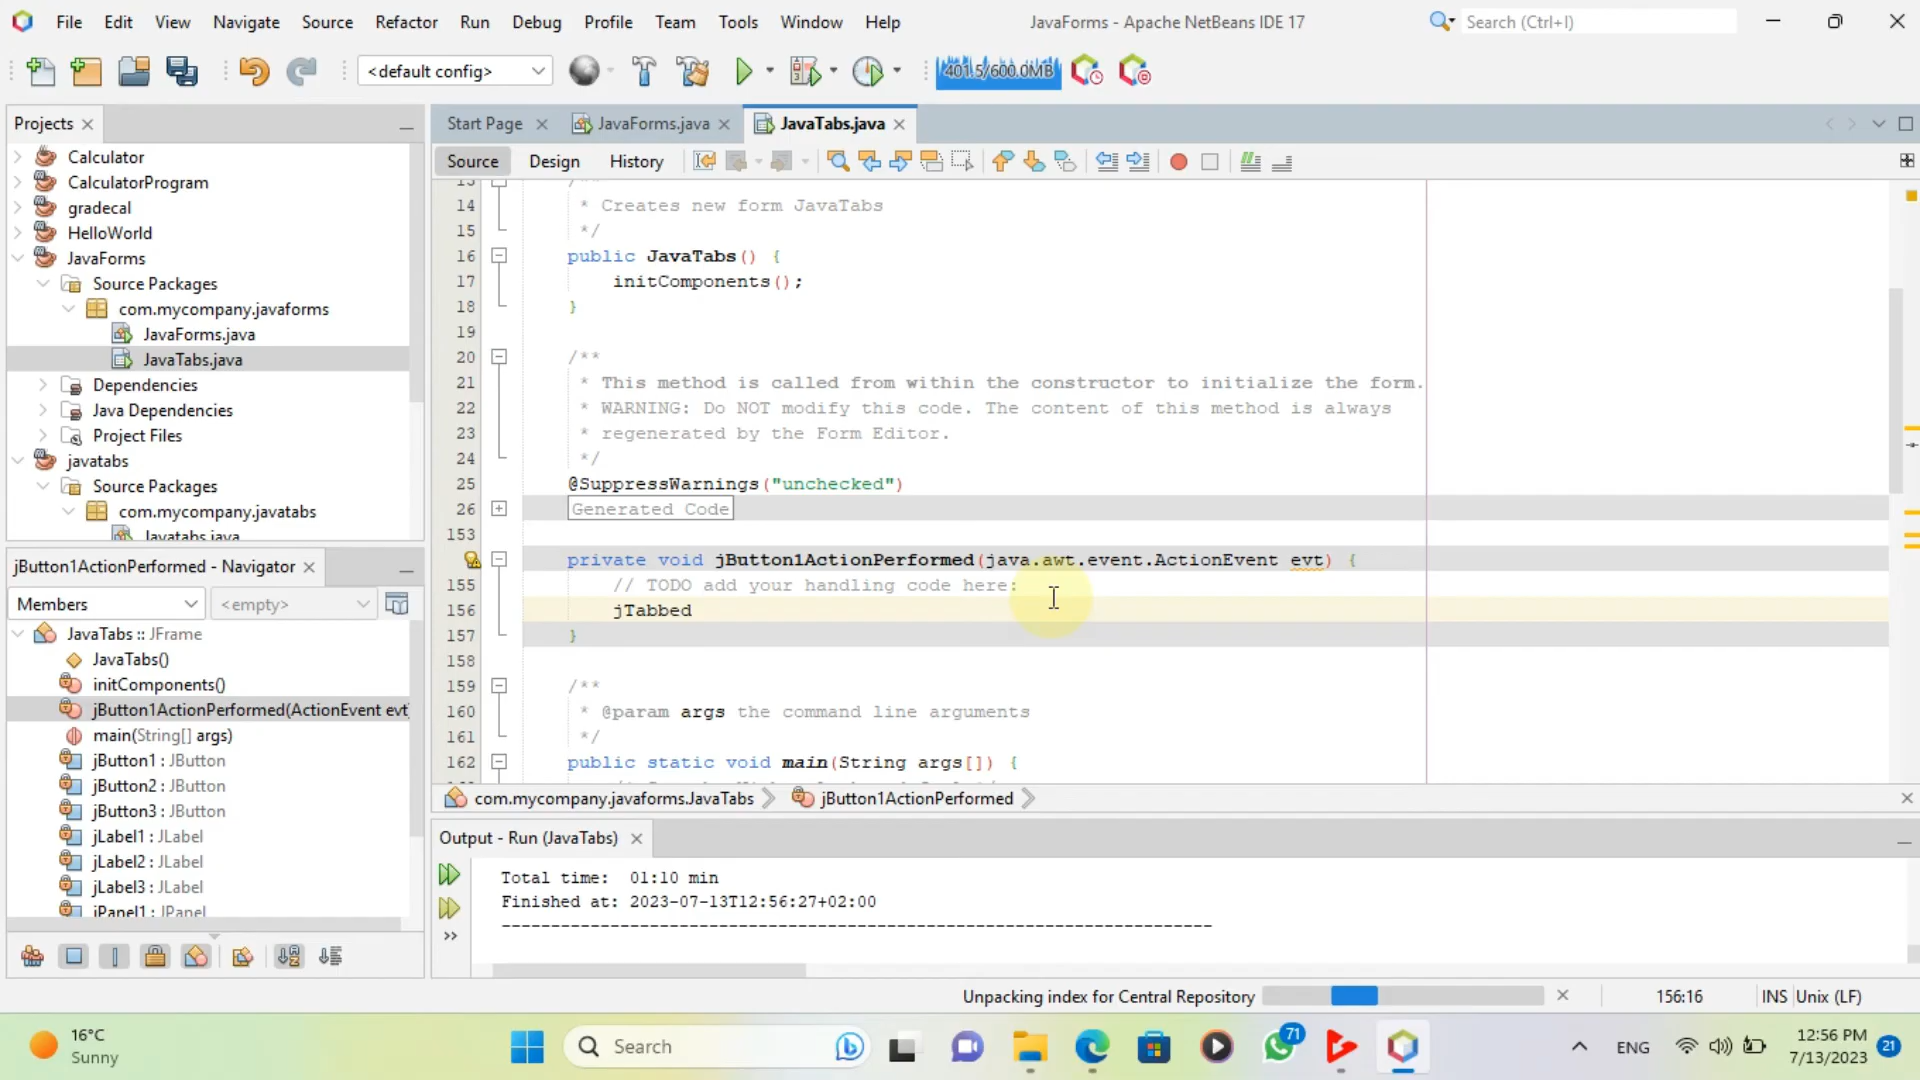 File Edit View Navigate Source Refactor Run Debug Profile Team Tools Window Help
JavaForms - Apache NetBeans IDE 17
Search (Ctrl+I)
<default config>
401.5/600.0MB
Projects
Calculator
CalculatorProgram
gradecal
HelloWorld
JavaForms
Source Packages
com.mycompany.javaforms
JavaForms.java
JavaTabs.java
Dependencies
Java Dependencies
Project Files
javatabs
Source Packages
com.mycompany.javatabs
Javatabs.java
jButton1ActionPerformed - Navigator
Members
<empty>
JavaTabs :: JFrame
JavaTabs()
initComponents()
jButton1ActionPerformed(ActionEvent evt)
main(String[] args)
jButton1 : JButton
jButton2 : JButton
jButton3 : JButton
jLabel1 : JLabel
jLabel2 : JLabel
jLabel3 : JLabel
jPanel1 : JPanel
Start Page
JavaForms.java
JavaTabs.java
Source Design History
13 /**
14 * Creates new form JavaTabs
15 */
16 public JavaTabs() {
17 initComponents();
18 }
19
20 /**
21 * This method is called from within the constructor to initialize the form.
22 * WARNING: Do NOT modify this code. The content of this method is always
23 * regenerated by the Form Editor.
24 */
25 @SuppressWarnings("unchecked")
26 Generated Code
153
private void jButton1ActionPerformed(java.awt.event.ActionEvent evt) {
155 // TODO add your handling code here:
156 jTabbed
157 }
158
159 /**
160 * @param args the command line arguments
161 */
162 public static void main(String args[]) {
com.mycompany.javaforms.JavaTabs
jButton1ActionPerformed
Output - Run (JavaTabs)
Total time: 01:10 min
Finished at: 2023-07-13T12:56:27+02:00
------------------------------------------------------------------------
Unpacking index for Central Repository
156:16
INS
Unix (LF)
16°C
Sunny
Search
71
ENG
12:56 PM
7/13/2023
21